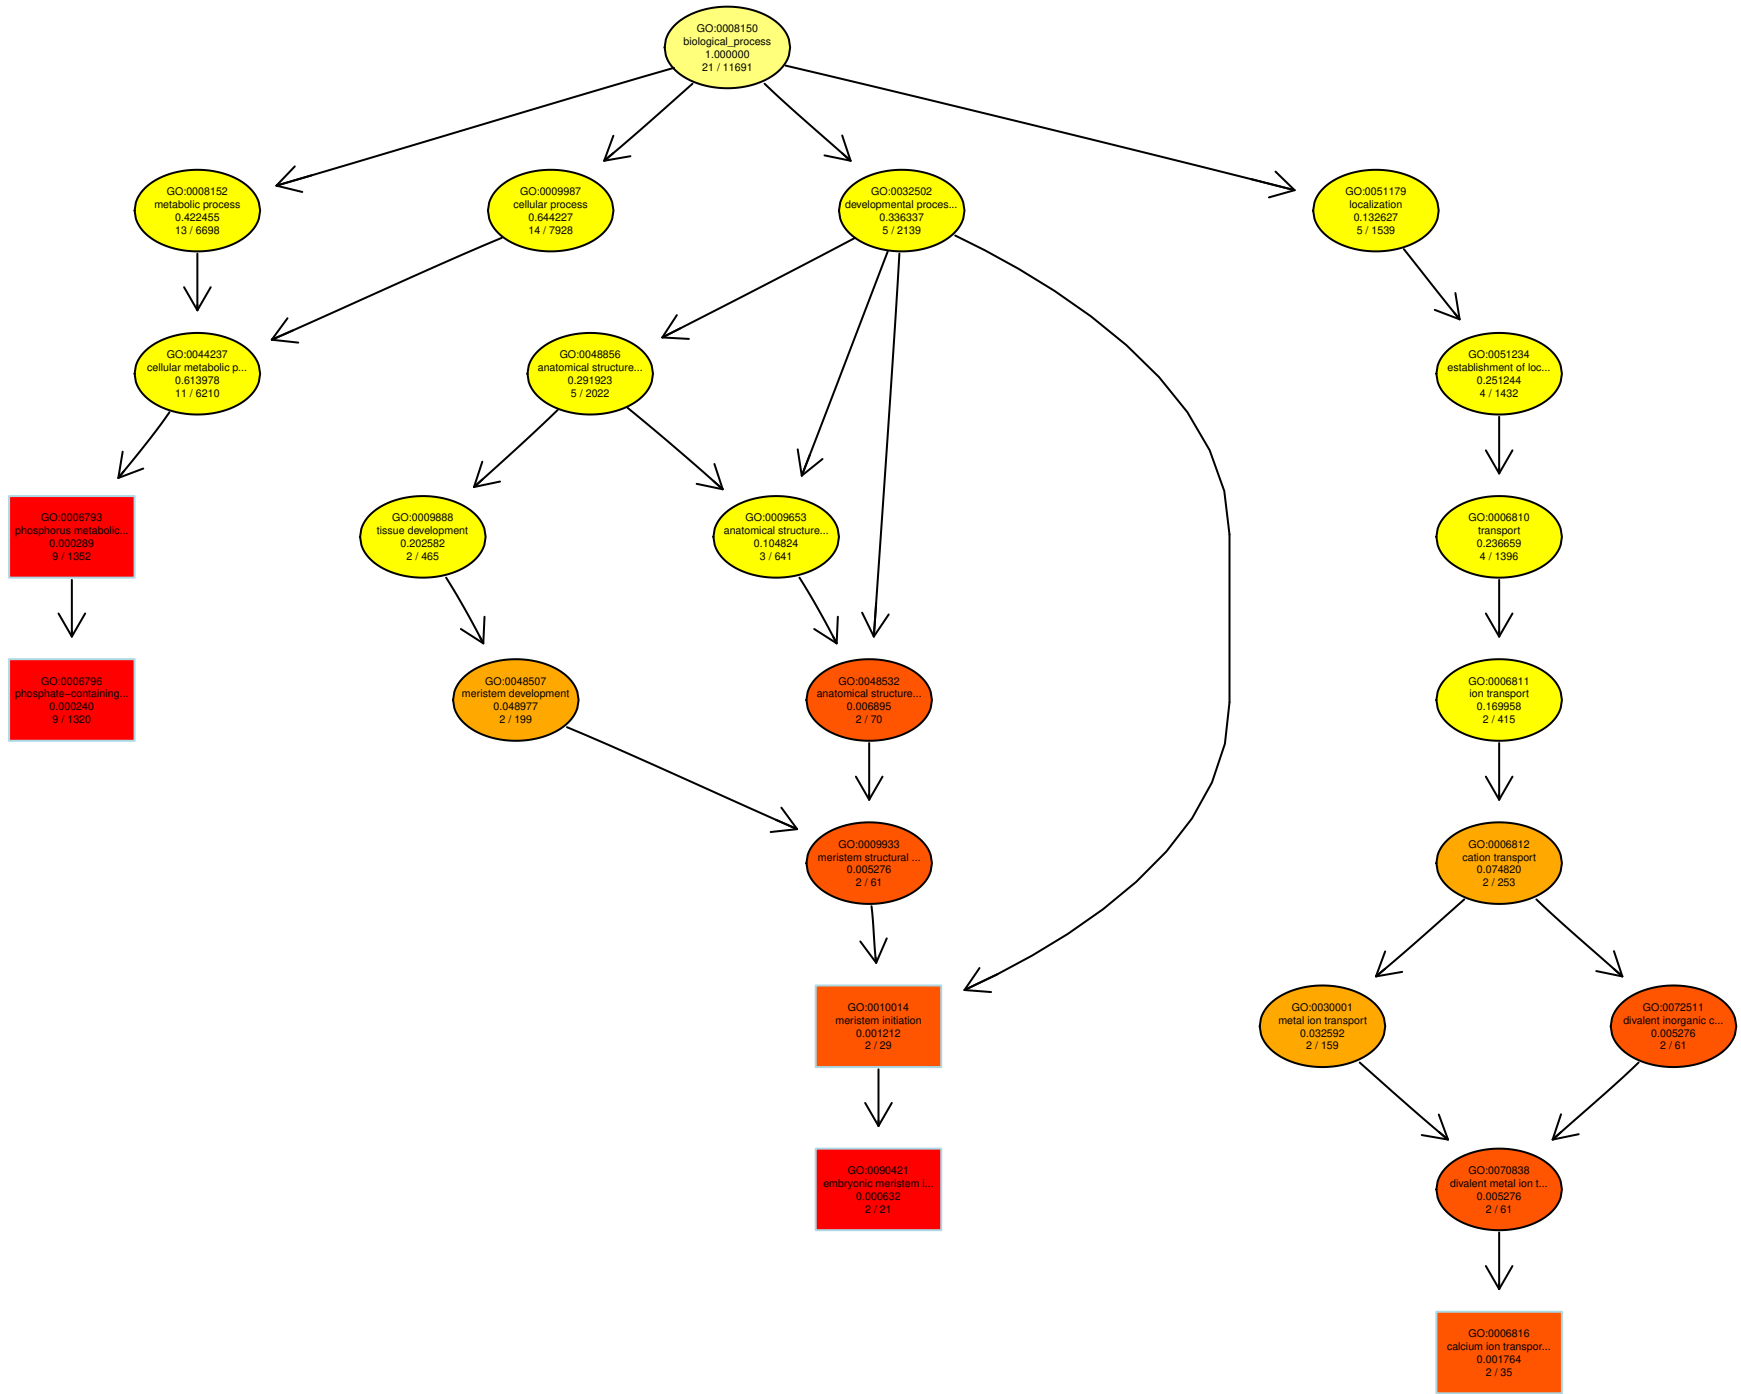 GO:0008150
biological_process
1.000000
21 / 11691
GO:0008152
metabolic process
0.422455
13 / 6698
GO:0009987
cellular process
0.644227
14 / 7928
GO:0032502
developmental proces...
0.336337
5 / 2139
GO:0051179
localization
0.132627
5 / 1539
GO:0044237
cellular metabolic p...
0.613978
11 / 6210
GO:0048856
anatomical structure...
0.291923
5 / 2022
GO:0051234
establishment of loc...
0.251244
4 / 1432
GO:0006793
phosphorus metabolic...
0.000289
9 / 1352
GO:0009888
tissue development
0.202582
2 / 465
GO:0009653
anatomical structure...
0.104824
3 / 641
GO:0006810
transport
0.236659
4 / 1396
GO:0006796
phosphate−containing...
0.000240
9 / 1320
GO:0048507
meristem development
0.048977
2 / 199
GO:0048532
anatomical structure...
0.006895
2 / 70
GO:0006811
ion transport
0.169958
2 / 415
GO:0009933
meristem structural ...
0.005276
2 / 61
GO:0006812
cation transport
0.074820
2 / 253
GO:0010014
meristem initiation
0.001212
2 / 29
GO:0030001
metal ion transport
0.032592
2 / 159
GO:0072511
divalent inorganic c...
0.005276
2 / 61
GO:0090421
embryonic meristem i...
0.000632
2 / 21
GO:0070838
divalent metal ion t...
0.005276
2 / 61
GO:0006816
calcium ion transpor...
0.001764
2 / 35